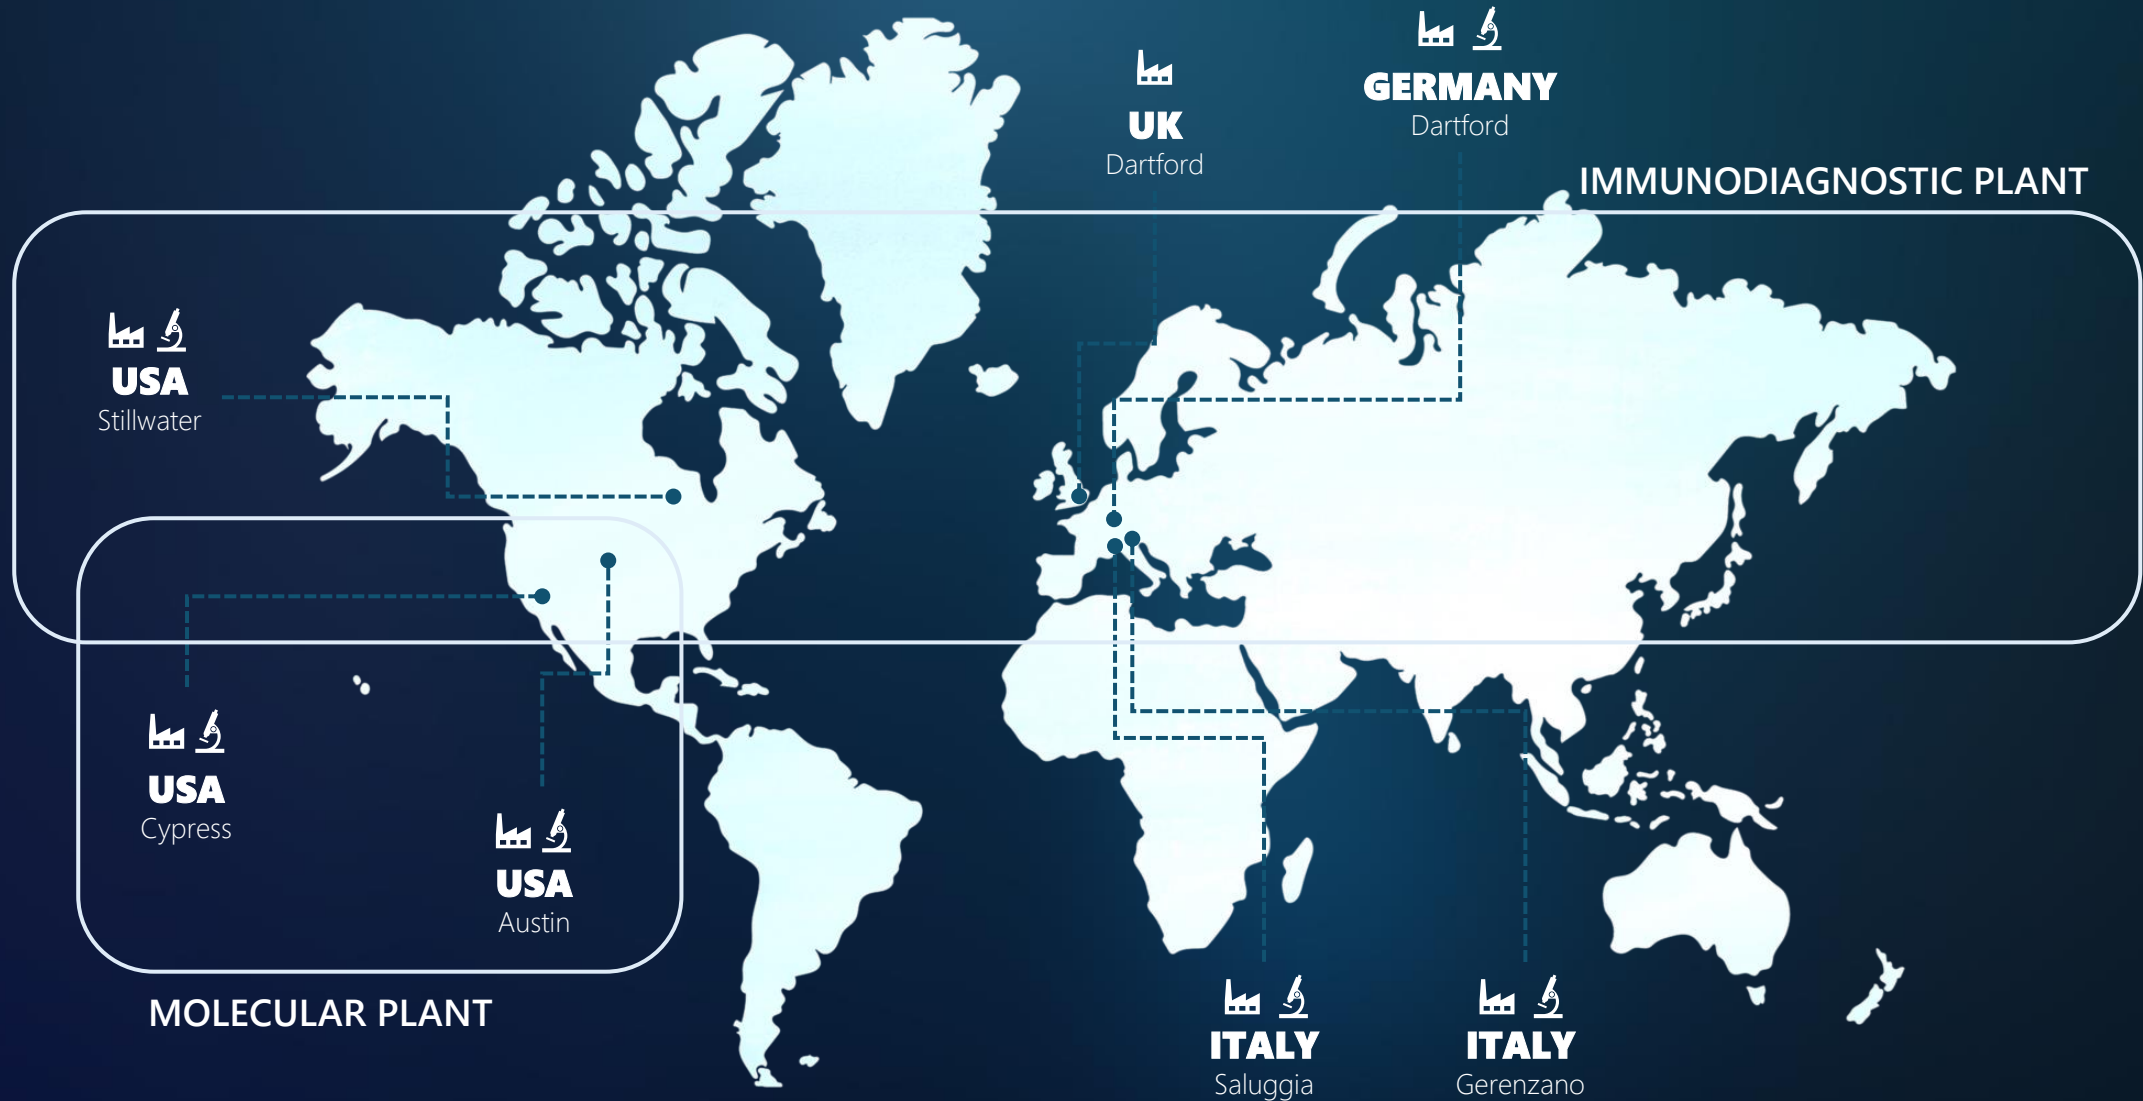 GERMANY
Dartford
UK
Dartford
IMMUNODIAGNOSTIC PLANT
USA
Stillwater
USA
Cypress
USA
Austin
MOLECULAR PLANT
ITALY
Saluggia
ITALY
Gerenzano